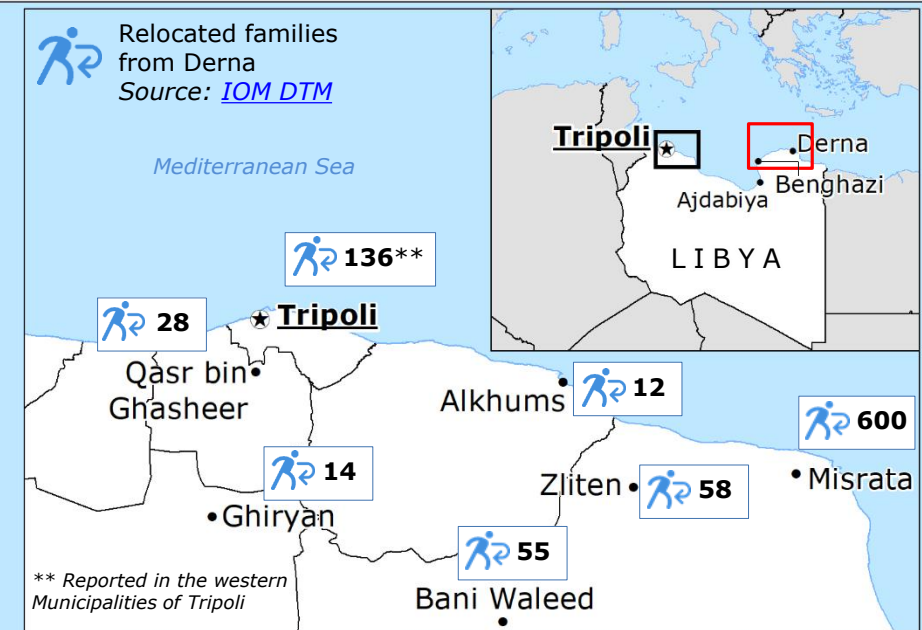 Relocated families
from Derna
Source: IOM DTM
Mediterranean Sea
Tripoli
Derna
Benghazi
Ajdabiya
LIBYA
136**
28
Tripoli
Qasr bin
Ghasheer
Alkhums
12
600
14
Zliten
58
Misrata
Ghiryan
55
** Reported in the western
Municipalities of Tripoli
Bani Waleed